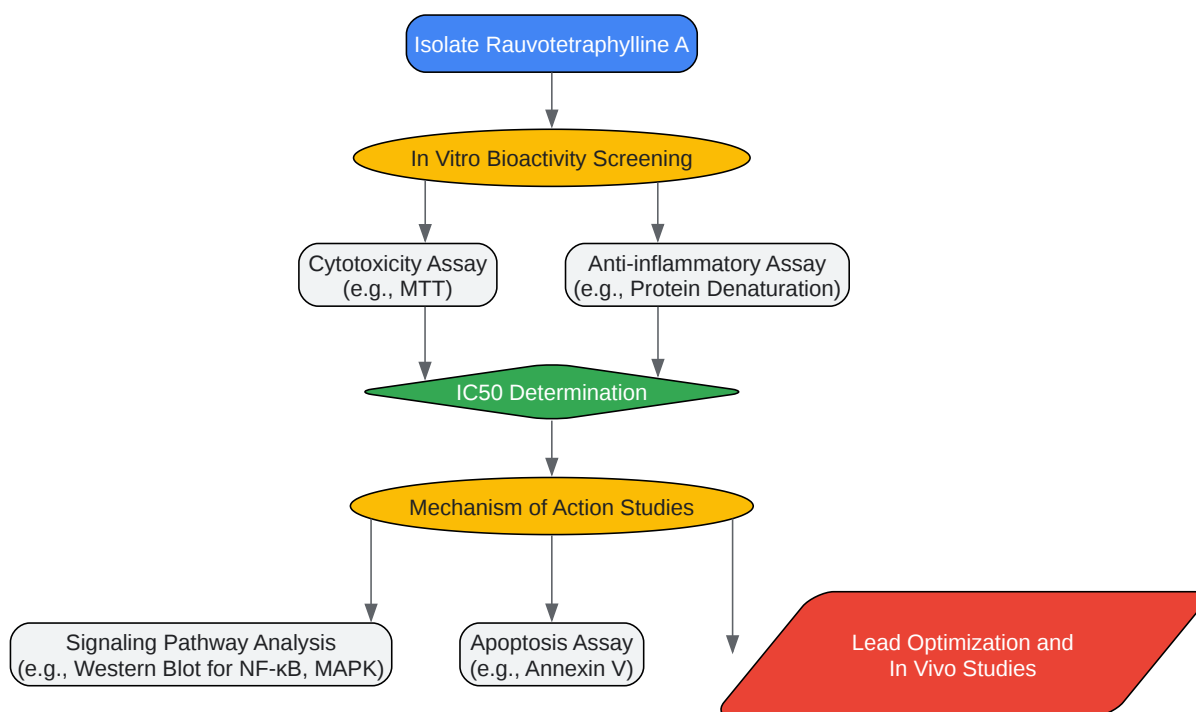 Isolate Rauvotetraphylline A
In Vitro Bioactivity Screening
Cytotoxicity Assay
(e.g., MTT)
Anti-inflammatory Assay
(e.g., Protein Denaturation)
IC50 Determination
Mechanism of Action Studies
Signaling Pathway Analysis
(e.g., Western Blot for NF-κB, MAPK)
Apoptosis Assay
(e.g., Annexin V)
Lead Optimization and
In Vivo Studies